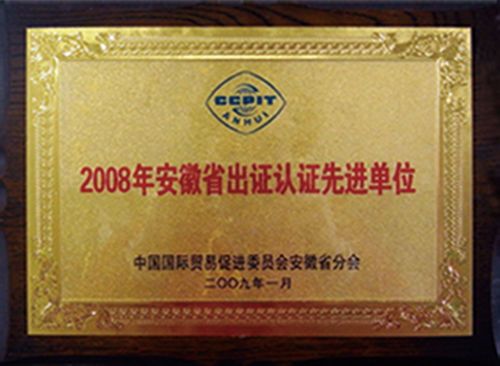 CCPIT
ANHUI
2008年安徽省出证认证先进单位
中国国际贸易促进委员会安徽省分会
二〇〇九年一月